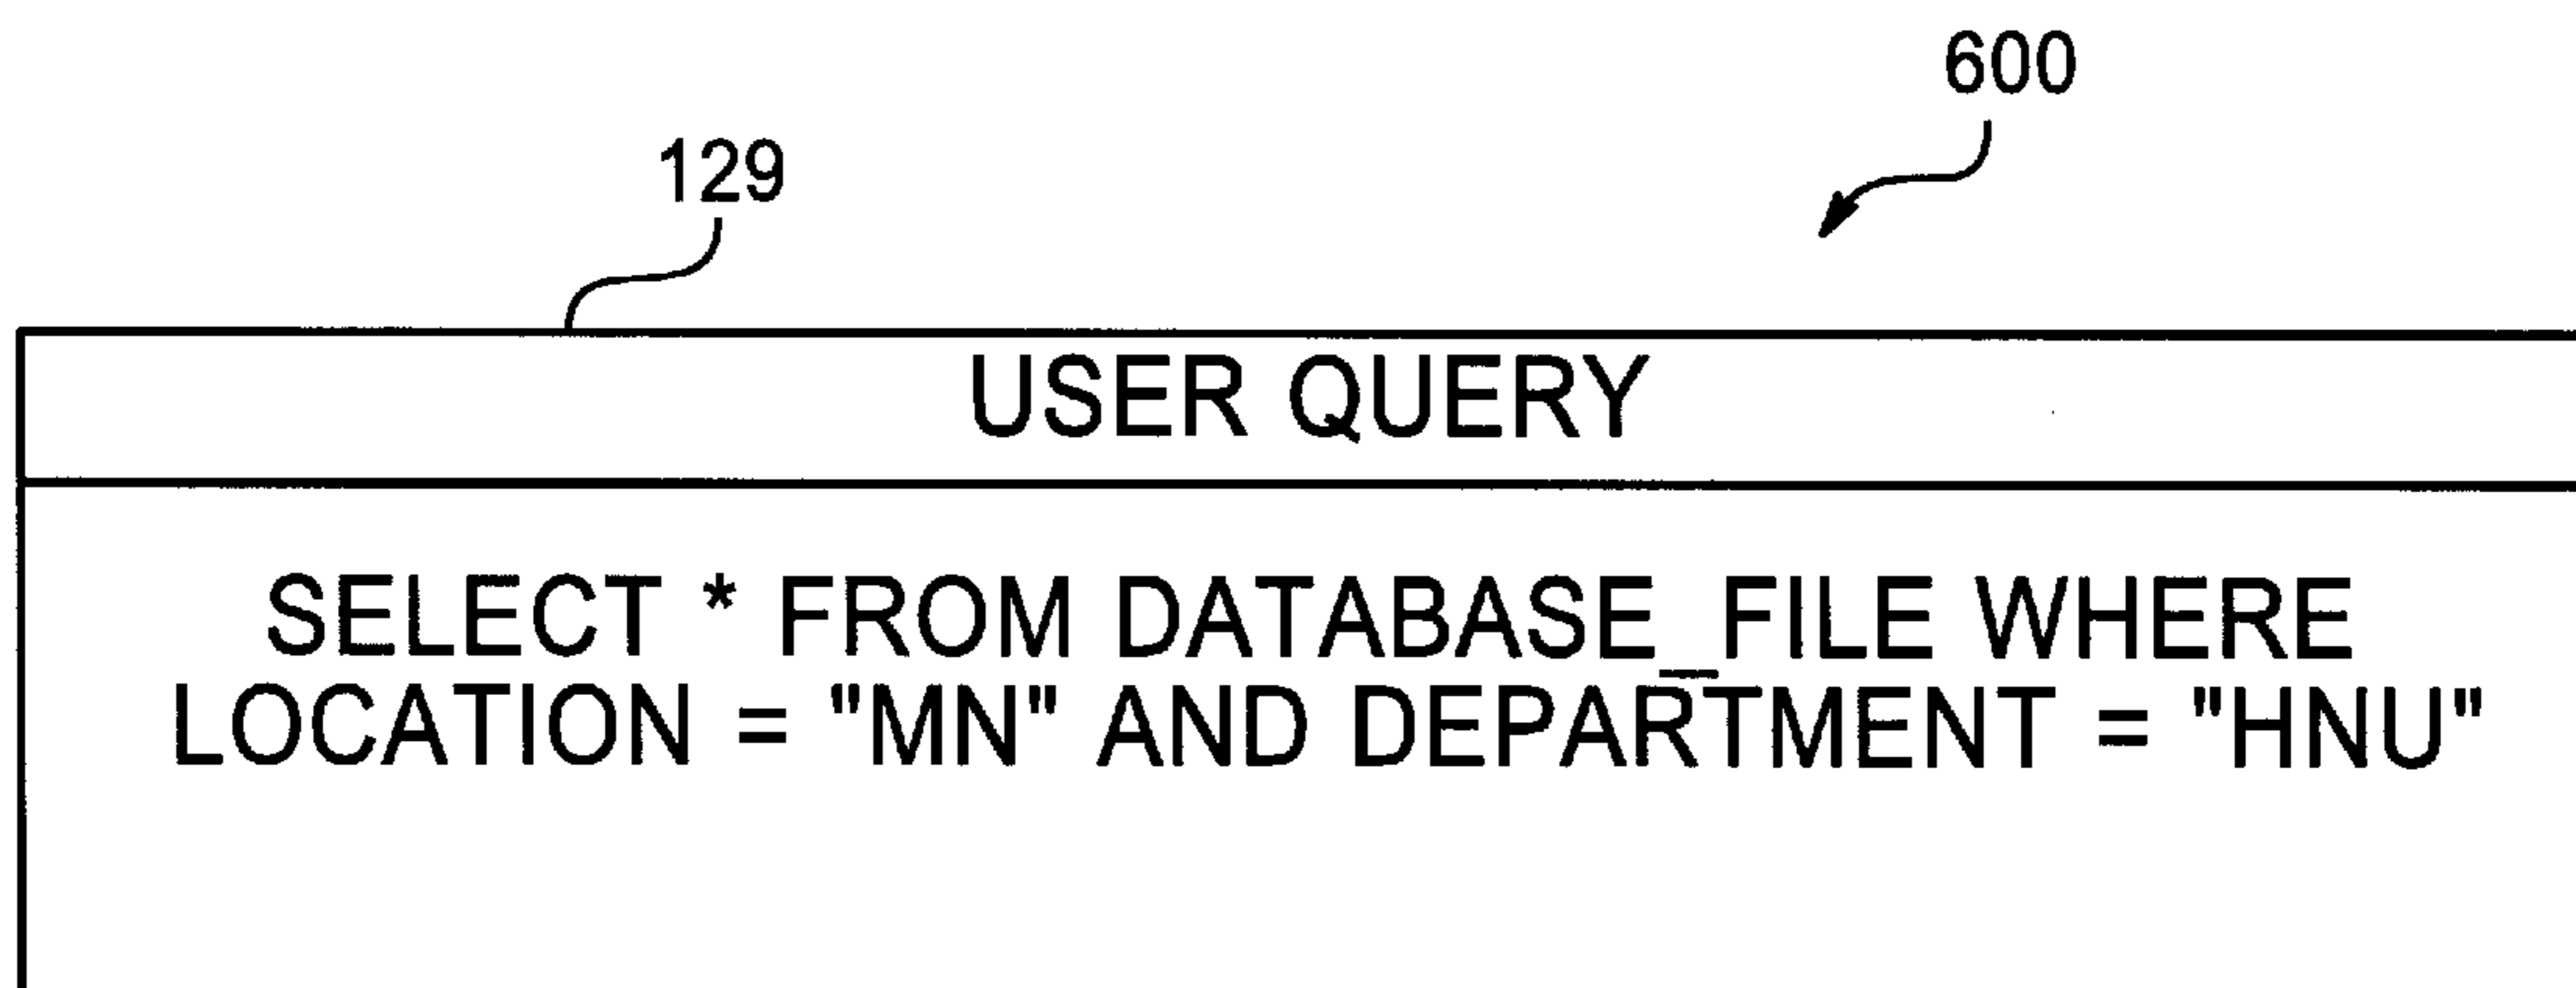 600
129
USER QUERY
SELECT * FROM DATABASE_FILE WHERE
LOCATION = "MN" AND DEPARTMENT = "HNU"